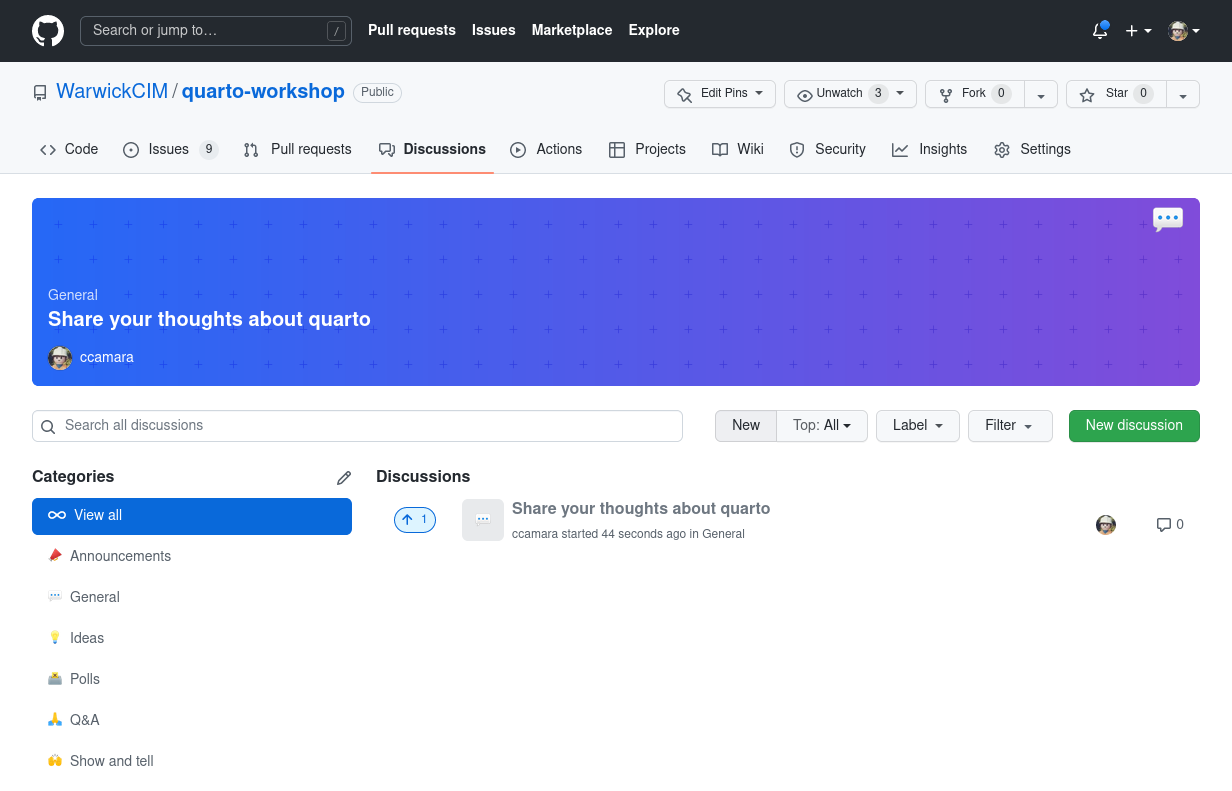 Search or jump to… /
Pull requests Issues Marketplace Explore
WarwickCIM / quarto-workshop Public
Edit Pins Unwatch 3 Fork 0 Star 0
Code Issues 9 Pull requests Discussions Actions Projects Wiki Security Insights Settings
General
Share your thoughts about quarto
ccamara
Search all discussions
New Top: All Label Filter New discussion
Categories
View all
Announcements
General
Ideas
Polls
Q&A
Show and tell
Discussions
1
Share your thoughts about quarto
ccamara started 44 seconds ago in General
0